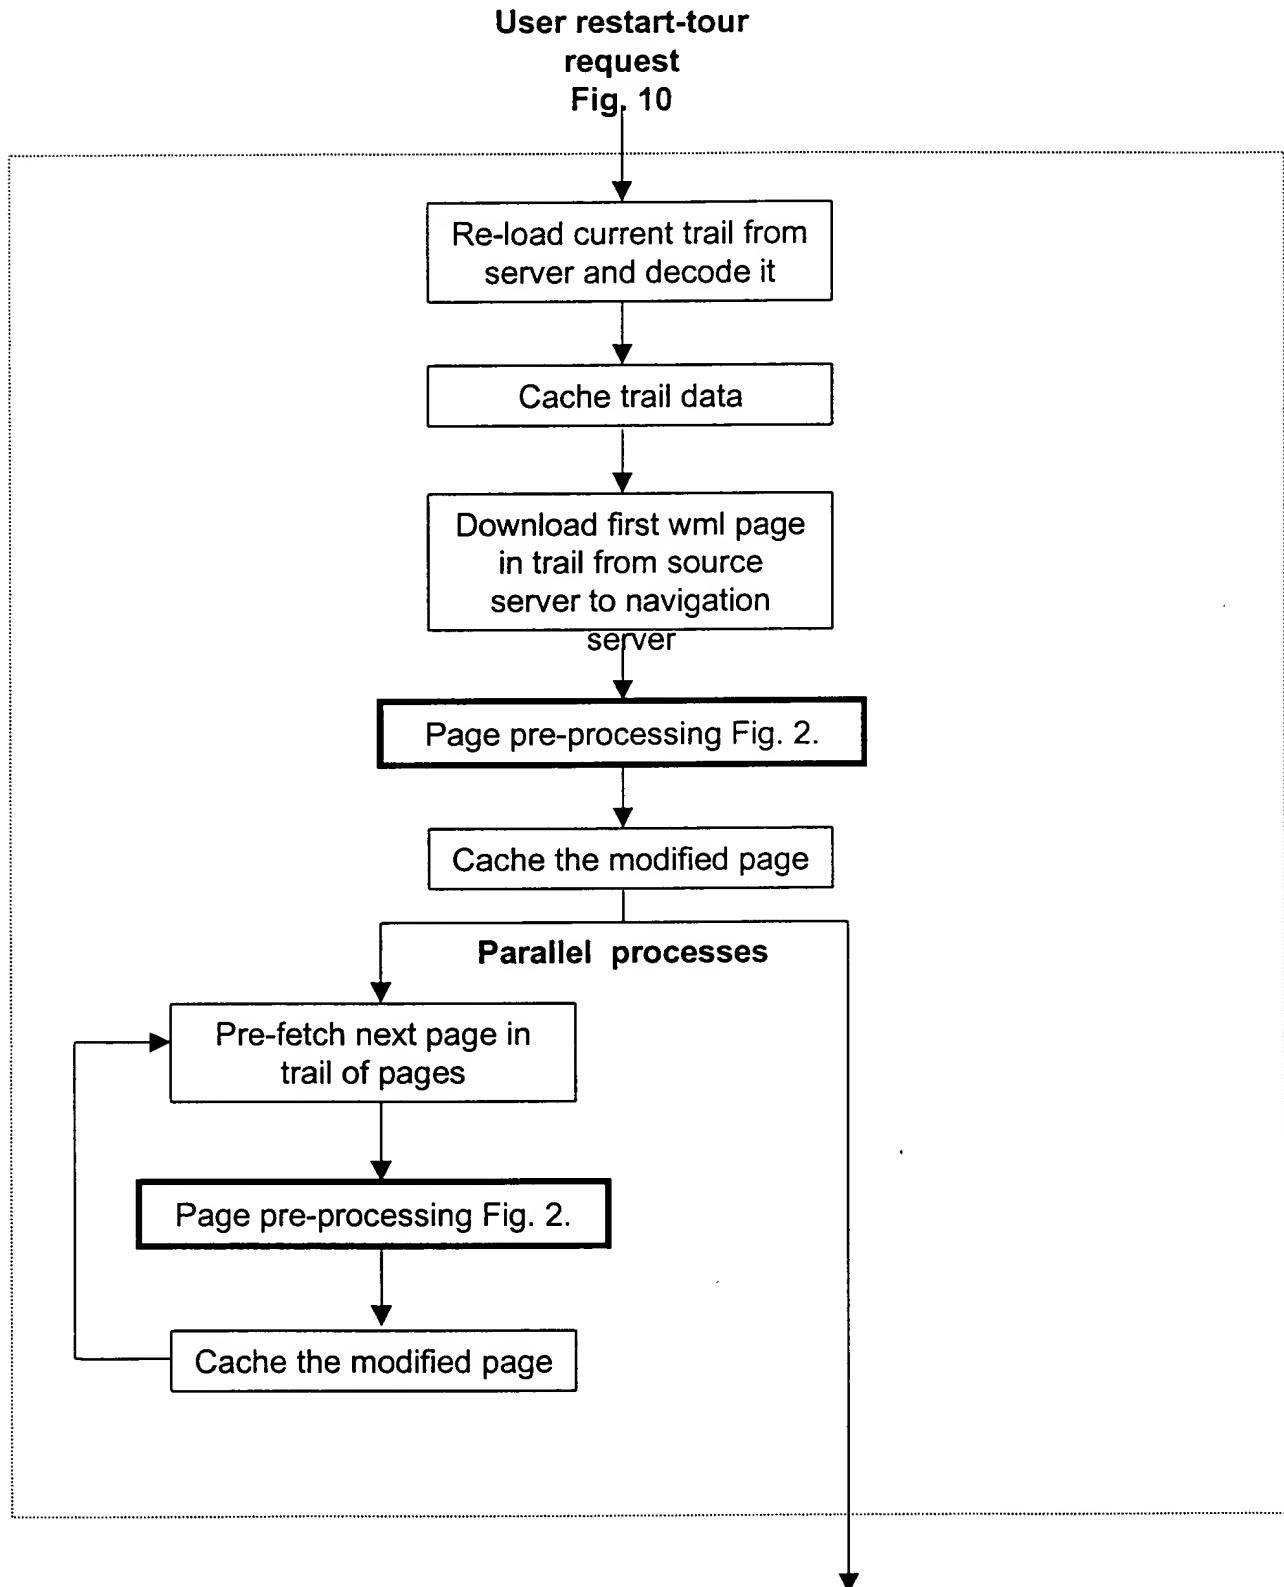 User restart-tour
request
Fig. 10
Re-load current trail from
server and decode it
Cache trail data
Download first wml page
in trail from source
server to navigation
server
Page pre-processing Fig. 2.
Cache the modified page
Parallel processes
Pre-fetch next page in
trail of pages
Page pre-processing Fig. 2.
Cache the modified page